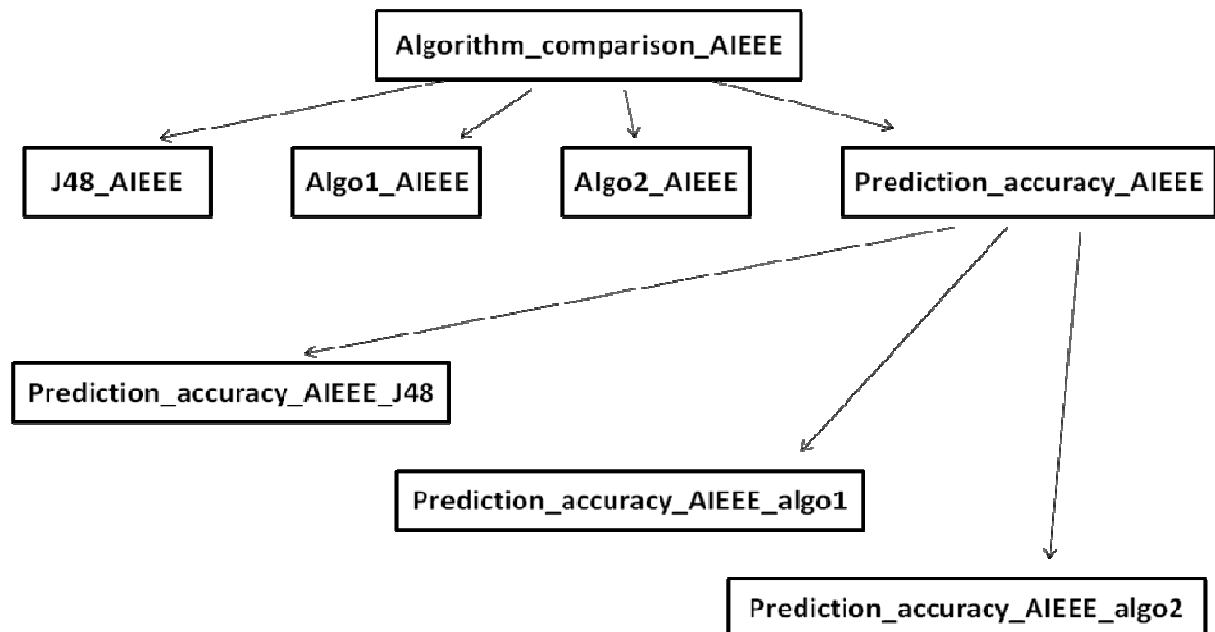 Algorithm_comparison_AIEEE
J48_AIEEE
Algo1_AIEEE
Algo2_AIEEE
Prediction_accuracy_AIEEE
Prediction_accuracy_AIEEE_J48
Prediction_accuracy_AIEEE_algo1
Prediction_accuracy_AIEEE_algo2